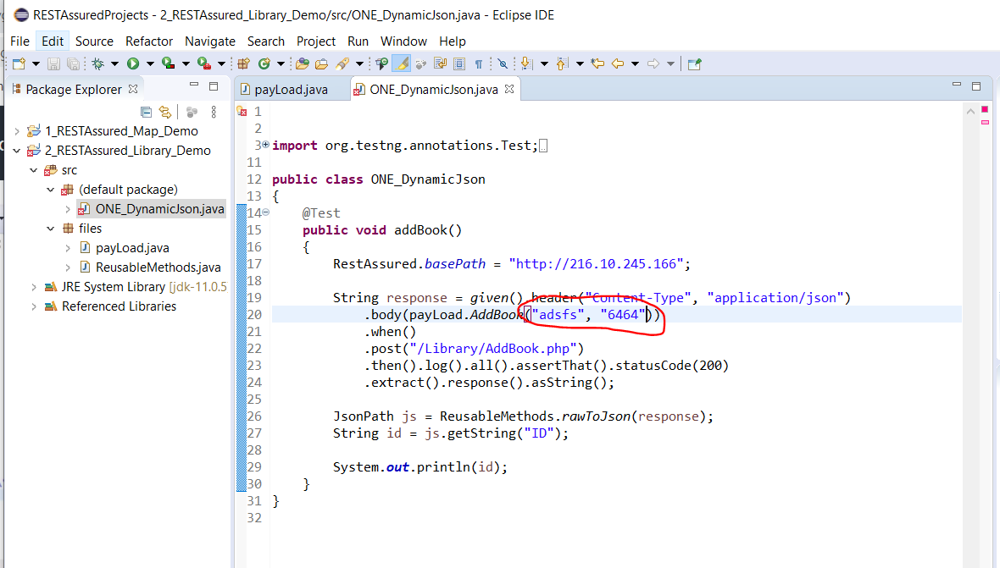 RESTAssuredProjects - 2_RESTAssured_Library_Demo/src/ONE_DynamicJson.java - Eclipse IDE
File Edit Source Refactor Navigate Search Project Run Window Help
Package Explorer
1_RESTAssured_Map_Demo
2_RESTAssured_Library_Demo
src
(default package)
ONE_DynamicJson.java
files
payLoad.java
ReusableMethods.java
JRE System Library [jdk-11.0.5
Referenced Libraries
payLoad.java ONE_DynamicJson.java
1
2
3 import org.testng.annotations.Test;
11
12 public class ONE_DynamicJson
13 {
14 @Test
15 public void addBook()
16 {
17 RestAssured.basePath = "http://216.10.245.166";
18
19 String response = given().header("Content-Type", "application/json")
20 .body(payLoad.AddBook("adsfs", "6464"))
21 .when()
22 .post("/Library/AddBook.php")
23 .then().log().all().assertThat().statusCode(200)
24 .extract().response().asString();
25
26 JsonPath js = ReusableMethods.rawToJson(response);
27 String id = js.getString("ID");
28
29 System.out.println(id);
30 }
31 }
32